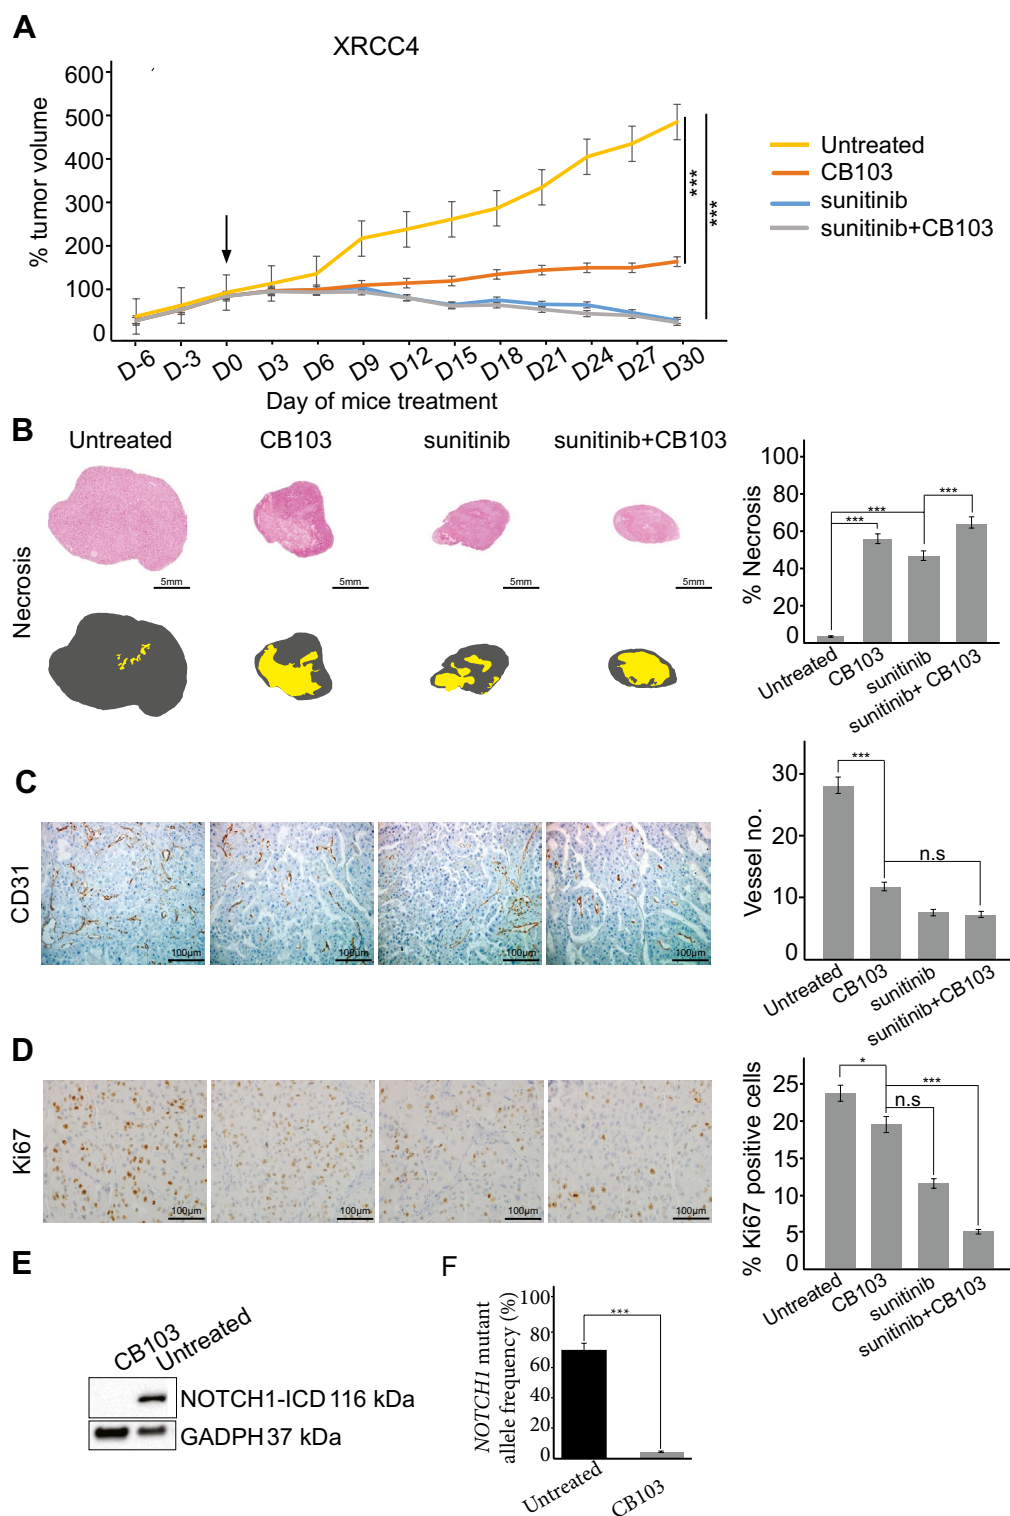 A
XRCC4
% tumor volume
600
500
400
300
200
100
0
D-6 D-3 D0 D3 D6 D9 D12 D15 D18 D21 D24 D27 D30
Day of mice treatment
***
***
Untreated
CB103
sunitinib
sunitinib+CB103
B
Untreated CB103 sunitinib sunitinib+CB103
Necrosis
5mm 5mm 5mm 5mm
% Necrosis
100
80
60
40
20
0
***
***
***
Untreated CB103 sunitinib sunitinib+ CB103
C
CD31
100µm 100µm 100µm 100µm
Vessel no.
30
20
10
0
***
n.s
Untreated CB103 sunitinib sunitinib+CB103
D
Ki67
100µm 100µm 100µm 100µm
% Ki67 positive cells
25
20
15
10
5
0
*
***
n.s
Untreated CB103 sunitinib sunitinib+CB103
E
CB103 Untreated
NOTCH1-ICD 116 kDa
GADPH 37 kDa
F
NOTCH1 mutant
allele frequency (%)
100
80
60
40
20
0
***
Untreated CB103